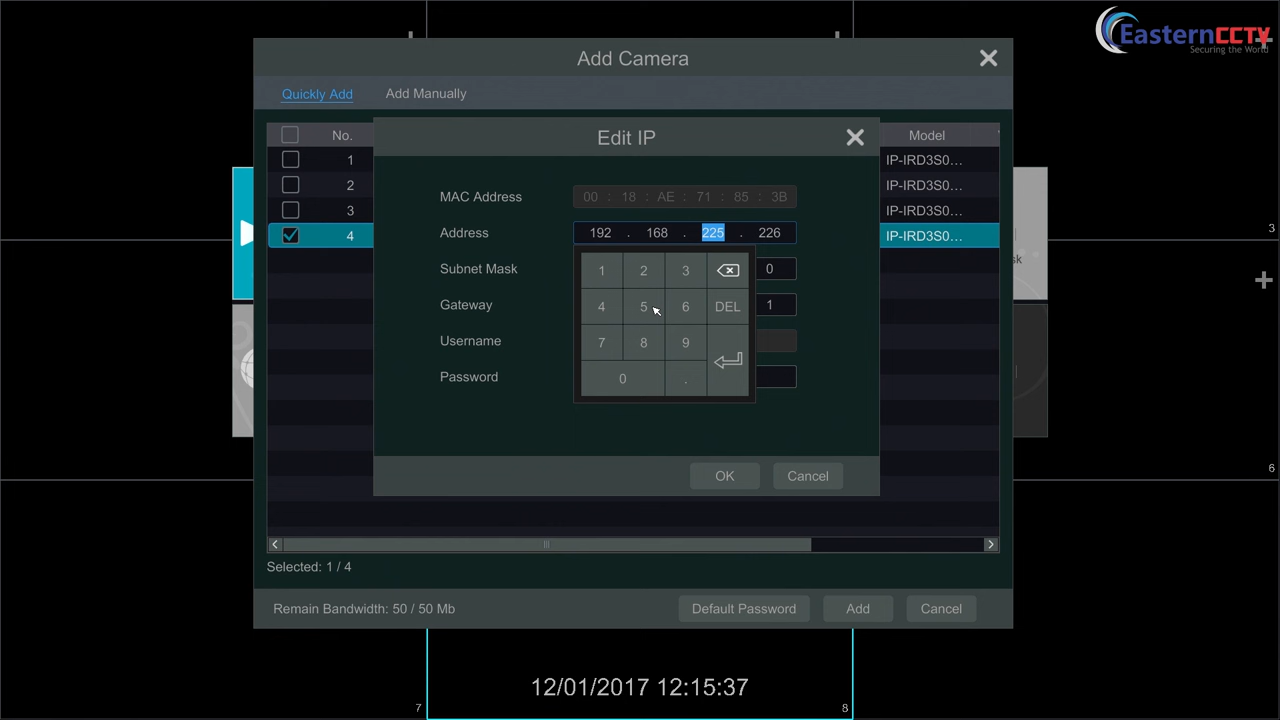 EasternCCTV
Securing the World
Add Camera
Quickly Add
Add Manually
No.
Model
1
IP-IRD3S0...
2
IP-IRD3S0...
3
IP-IRD3S0...
4
IP-IRD3S0...
Edit IP
MAC Address
00 : 18 : AE : 71 : 85 : 3B
Address
192 . 168 . 225 . 226
Subnet Mask
0
Gateway
1
Username
Password
1 2 3
4 5 6 DEL
7 8 9
0 .
OK
Cancel
Selected: 1 / 4
Remain Bandwidth: 50 / 50 Mb
Default Password
Add
Cancel
3
sk
6
7
8
12/01/2017 12:15:37